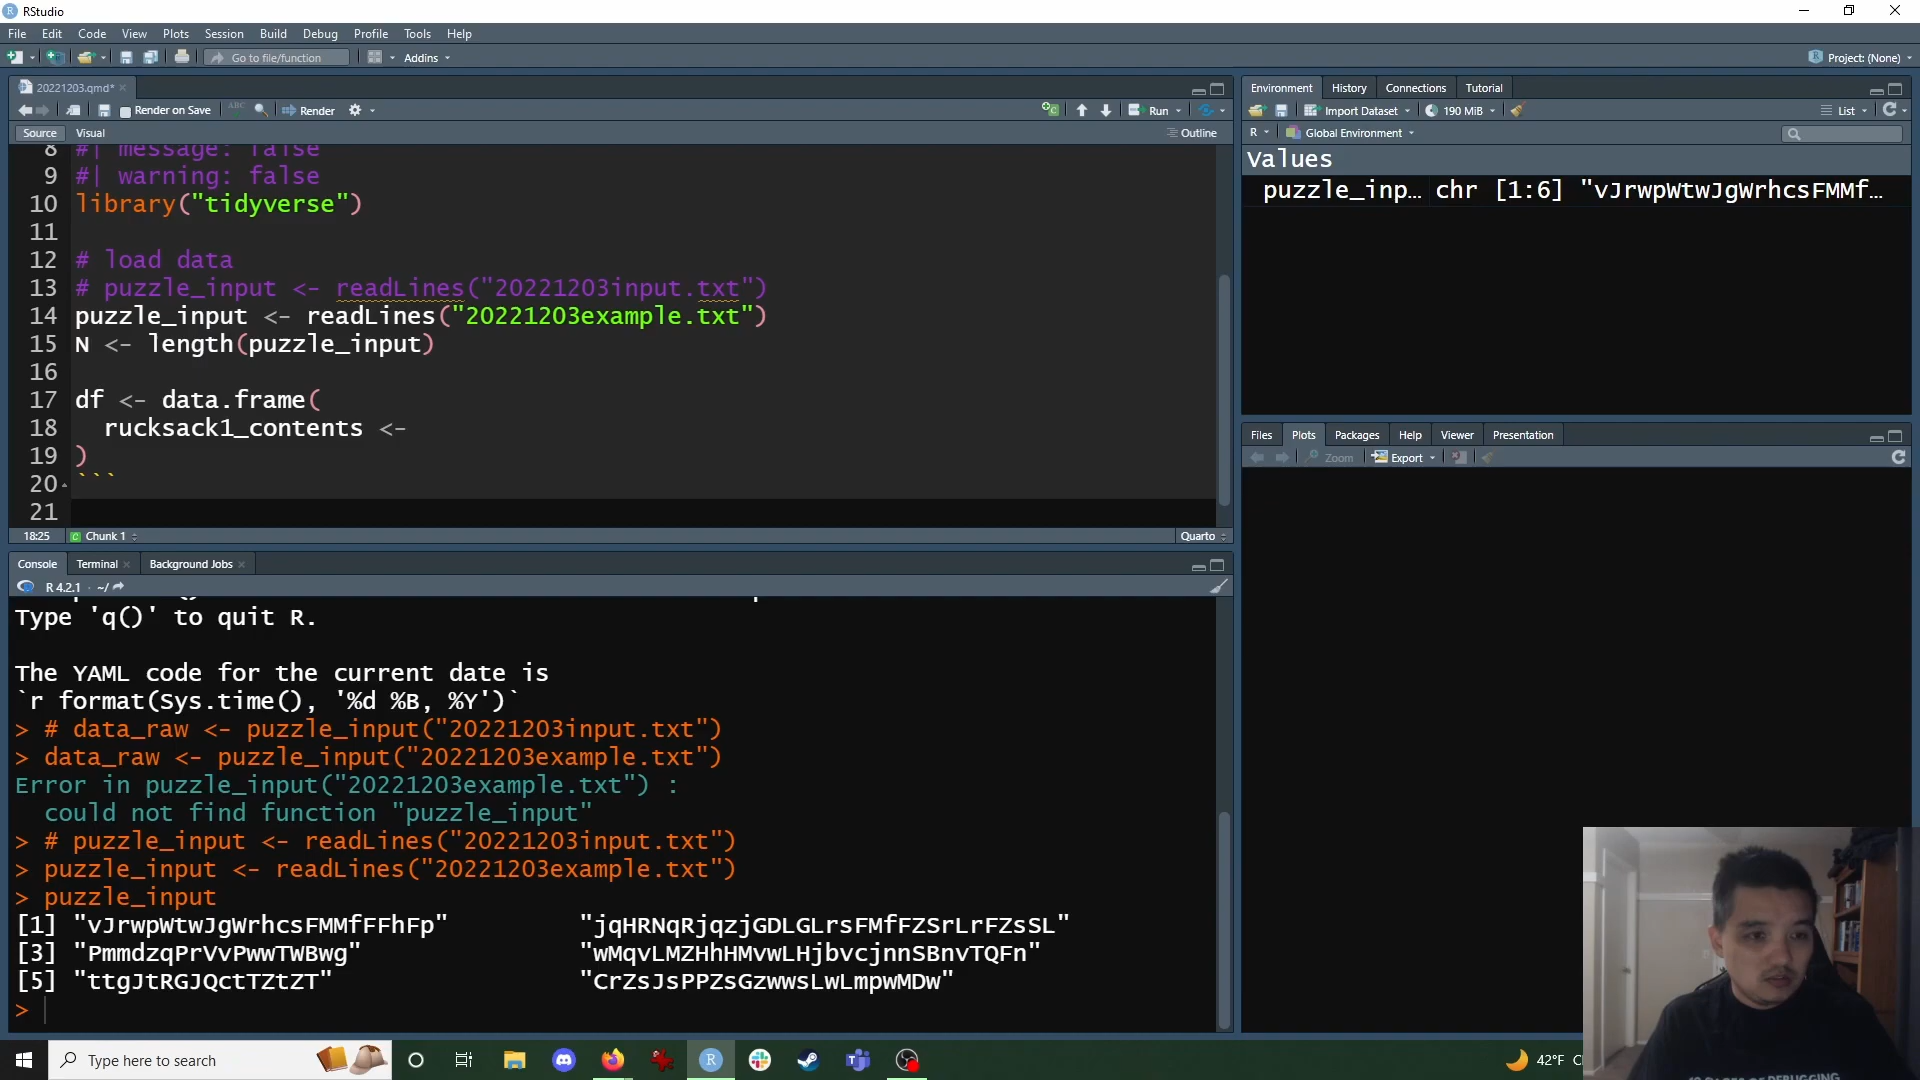 RStudio
File Edit Code View Plots Session Build Debug Profile Tools Help
Go to file/function Addins Project: (None)
20221203.qmd*
Render on Save ABC Render Run
Source Visual Outline
8 #| message: false
9 #| warning: false
10 library("tidyverse")
11
12 # load data
13 # puzzle_input <- readLines("20221203input.txt")
14 puzzle_input <- readLines("20221203example.txt")
15 N <- length(puzzle_input)
16
17 df <- data.frame(
18 rucksack1_contents <-
19 )
20 ```
21
18:25 C Chunk 1 Quarto
Console Terminal Background Jobs
R 4.2.1 · ~/
Type 'q()' to quit R.
The YAML code for the current date is
`r format(Sys.time(), '%d %B, %Y')`
> # data_raw <- puzzle_input("20221203input.txt")
> data_raw <- puzzle_input("20221203example.txt")
Error in puzzle_input("20221203example.txt") :
could not find function "puzzle_input"
> # puzzle_input <- readLines("20221203input.txt")
> puzzle_input <- readLines("20221203example.txt")
> puzzle_input
[1] "vJrwpWtwJgWrhcsFMMfFFhFp" "jqHRNqRjqzjGDLGLrsFMfFZSrLrFZsSL"
[3] "PmmdzqPrVvPwwTWBwg" "wMqvLMZHhHMvwLHjbvcjnnSBnvTQFn"
[5] "ttgJtRGJQctTZtZT" "CrZsJsPPZsGzwwsLwLmpwMDw"
>
Environment History Connections Tutorial
Import Dataset 190 MiB List
R Global Environment
Values
puzzle_inp… chr [1:6] "vJrwpWtwJgWrhcsFMMf…
Files Plots Packages Help Viewer Presentation
Zoom Export
Type here to search
42°F